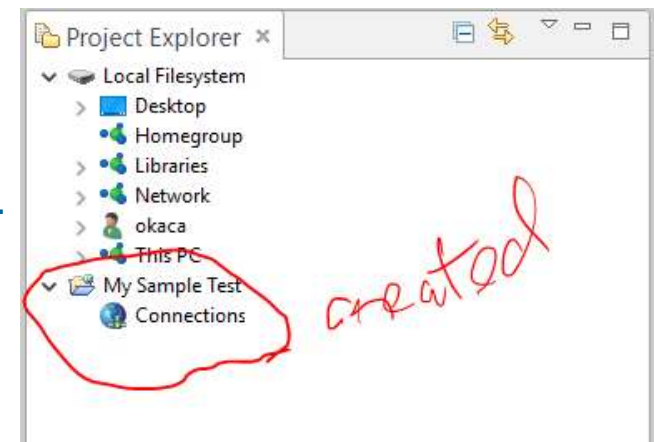 Project Explorer
Local Filesystem
Desktop
Homegroup
Libraries
Network
okaca
This PC
My Sample Test
Connections
created